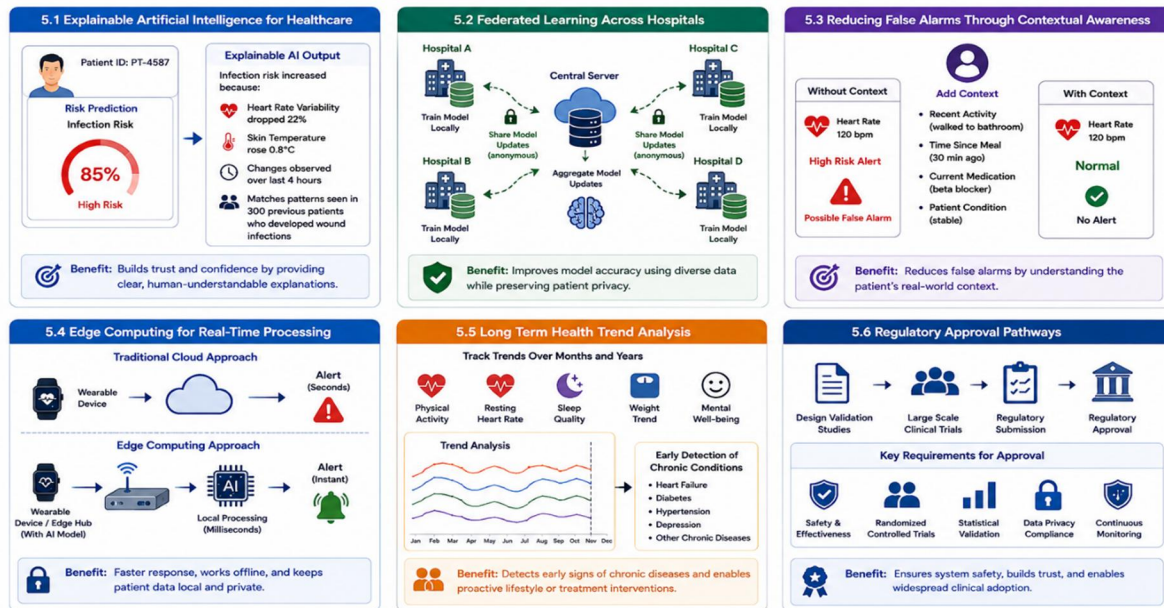 5.1 Explainable Artificial Intelligence for Healthcare
Patient ID: PT-4587
Risk Prediction
Infection Risk
85%
High Risk
Explainable AI Output
Infection risk increased
because:
Heart Rate Variability
dropped 22%
Skin Temperature
rose 0.8°C
Changes observed
over last 4 hours
Matches patterns seen in
300 previous patients
who developed wound
infections
Benefit: Builds trust and confidence by providing
clear, human-understandable explanations.
5.2 Federated Learning Across Hospitals
Hospital A
Train Model
Locally
Hospital B
Train Model
Locally
Share Model
Updates
(anonymous)
Central Server
Aggregate Model
Updates
Share Model
Updates
(anonymous)
Hospital C
Train Model
Locally
Hospital D
Train Model
Locally
Benefit: Improves model accuracy using diverse data
while preserving patient privacy.
5.3 Reducing False Alarms Through Contextual Awareness
Without Context
Heart Rate
120 bpm
High Risk Alert
Possible False Alarm
Add Context
• Recent Activity
(walked to bathroom)
• Time Since Meal
(30 min ago)
• Current Medication
(beta blocker)
• Patient Condition
(stable)
With Context
Heart Rate
120 bpm
Normal
No Alert
Benefit: Reduces false alarms by understanding the
patient's real-world context.
5.4 Edge Computing for Real-Time Processing
Traditional Cloud Approach
Wearable
Device
Alert
(Seconds)
Edge Computing Approach
Wearable
Device / Edge Hub
(With AI Model)
AI
Local Processing
(Milliseconds)
Alert
(Instant)
Benefit: Faster response, works offline, and keeps
patient data local and private.
5.5 Long Term Health Trend Analysis
Track Trends Over Months and Years
Physical
Activity
Resting
Heart Rate
Sleep
Quality
Weight
Trend
Mental
Well-being
Trend Analysis
Jan Feb Mar Apr May Jun Jul Aug Sep Oct Nov Dec
Early Detection of
Chronic Conditions
• Heart Failure
• Diabetes
• Hypertension
• Depression
• Other Chronic Diseases
Benefit: Detects early signs of chronic diseases and enables
proactive lifestyle or treatment interventions.
5.6 Regulatory Approval Pathways
Design Validation
Studies
Large Scale
Clinical Trials
Regulatory
Submission
Regulatory
Approval
Key Requirements for Approval
Safety &
Effectiveness
Randomized
Controlled Trials
Statistical
Validation
Data Privacy
Compliance
Continuous
Monitoring
Benefit: Ensures system safety, builds trust, and enables
widespread clinical adoption.